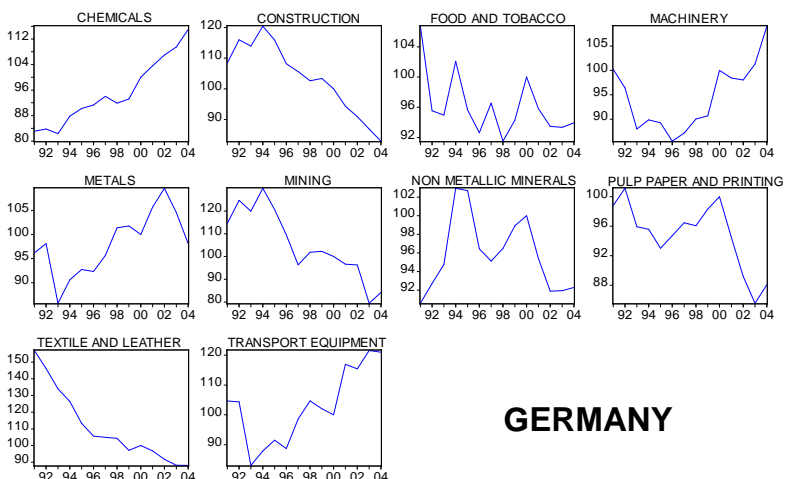 CHEMICALS
112
104
96
88
80
92 94 96 98 00 02 04
CONSTRUCTION
120
110
100
90
92 94 96 98 00 02 04
FOOD AND TOBACCO
104
100
96
92
92 94 96 98 00 02 04
MACHINERY
105
100
95
90
92 94 96 98 00 02 04
METALS
105
100
95
90
92 94 96 98 00 02 04
MINING
120
110
100
90
80
92 94 96 98 00 02 04
NON METALLIC MINERALS
102
100
98
96
94
92
92 94 96 98 00 02 04
PULP PAPER AND PRINTING
100
96
92
88
92 94 96 98 00 02 04
TEXTILE AND LEATHER
150
140
130
120
110
100
90
92 94 96 98 00 02 04
TRANSPORT EQUIPMENT
120
110
100
90
92 94 96 98 00 02 04
GERMANY